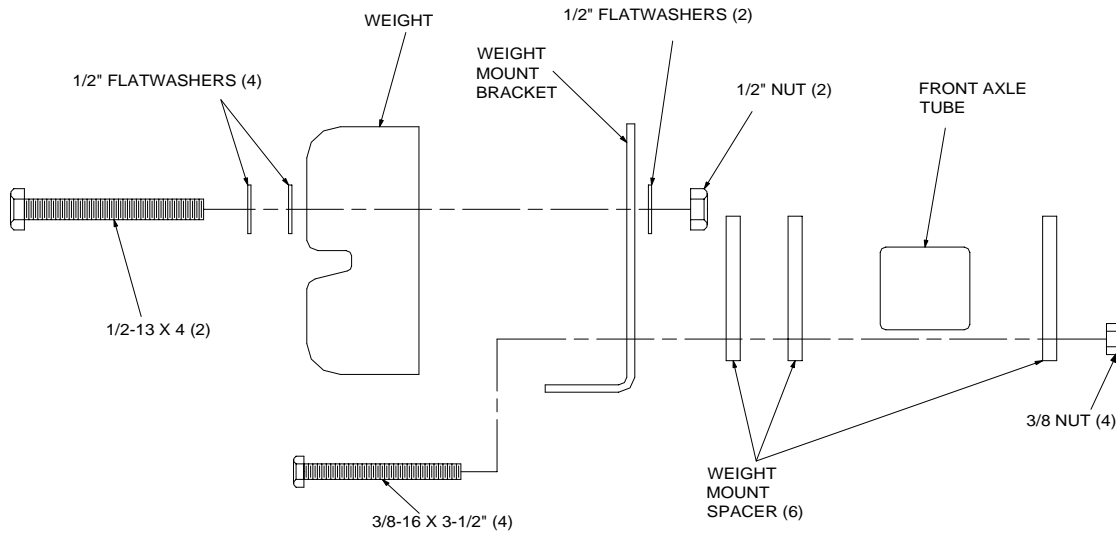 1/2" FLATWASHERS (2)
WEIGHT
WEIGHT
MOUNT
BRACKET
1/2" FLATWASHERS (4)
1/2" NUT (2)
FRONT AXLE
TUBE
1/2-13 X 4 (2)
3/8 NUT (4)
WEIGHT
MOUNT
SPACER (6)
3/8-16 X 3-1/2" (4)